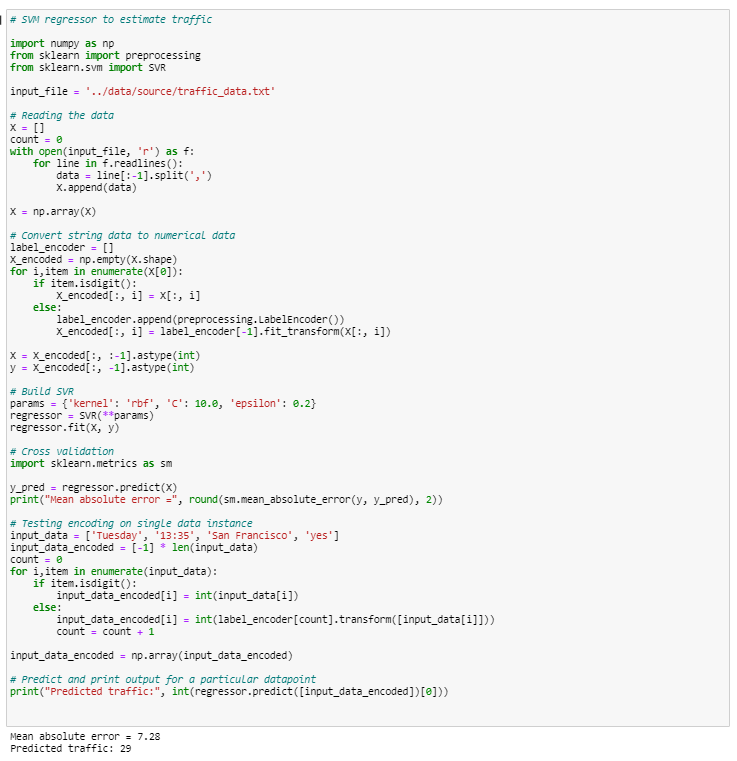 # SVM regressor to estimate traffic

import numpy as np
from sklearn import preprocessing
from sklearn.svm import SVR

input_file = '../data/source/traffic_data.txt'

# Reading the data
X = []
count = 0
with open(input_file, 'r') as f:
    for line in f.readlines():
        data = line[:-1].split(',')
        X.append(data)

X = np.array(X)

# Convert string data to numerical data
label_encoder = []
X_encoded = np.empty(X.shape)
for i,item in enumerate(X[0]):
    if item.isdigit():
        X_encoded[:, i] = X[:, i]
    else:
        label_encoder.append(preprocessing.LabelEncoder())
        X_encoded[:, i] = label_encoder[-1].fit_transform(X[:, i])

X = X_encoded[:, :-1].astype(int)
y = X_encoded[:, -1].astype(int)

# Build SVR
params = {'kernel': 'rbf', 'C': 10.0, 'epsilon': 0.2}
regressor = SVR(**params)
regressor.fit(X, y)

# Cross validation
import sklearn.metrics as sm

y_pred = regressor.predict(X)
print("Mean absolute error =", round(sm.mean_absolute_error(y, y_pred), 2))

# Testing encoding on single data instance
input_data = ['Tuesday', '13:35', 'San Francisco', 'yes']
input_data_encoded = [-1] * len(input_data)
count = 0
for i,item in enumerate(input_data):
    if item.isdigit():
        input_data_encoded[i] = int(input_data[i])
    else:
        input_data_encoded[i] = int(label_encoder[count].transform([input_data[i]]))
        count = count + 1

input_data_encoded = np.array(input_data_encoded)

# Predict and print output for a particular datapoint
print("Predicted traffic:", int(regressor.predict([input_data_encoded])[0]))

Mean absolute error = 7.28
Predicted traffic: 29